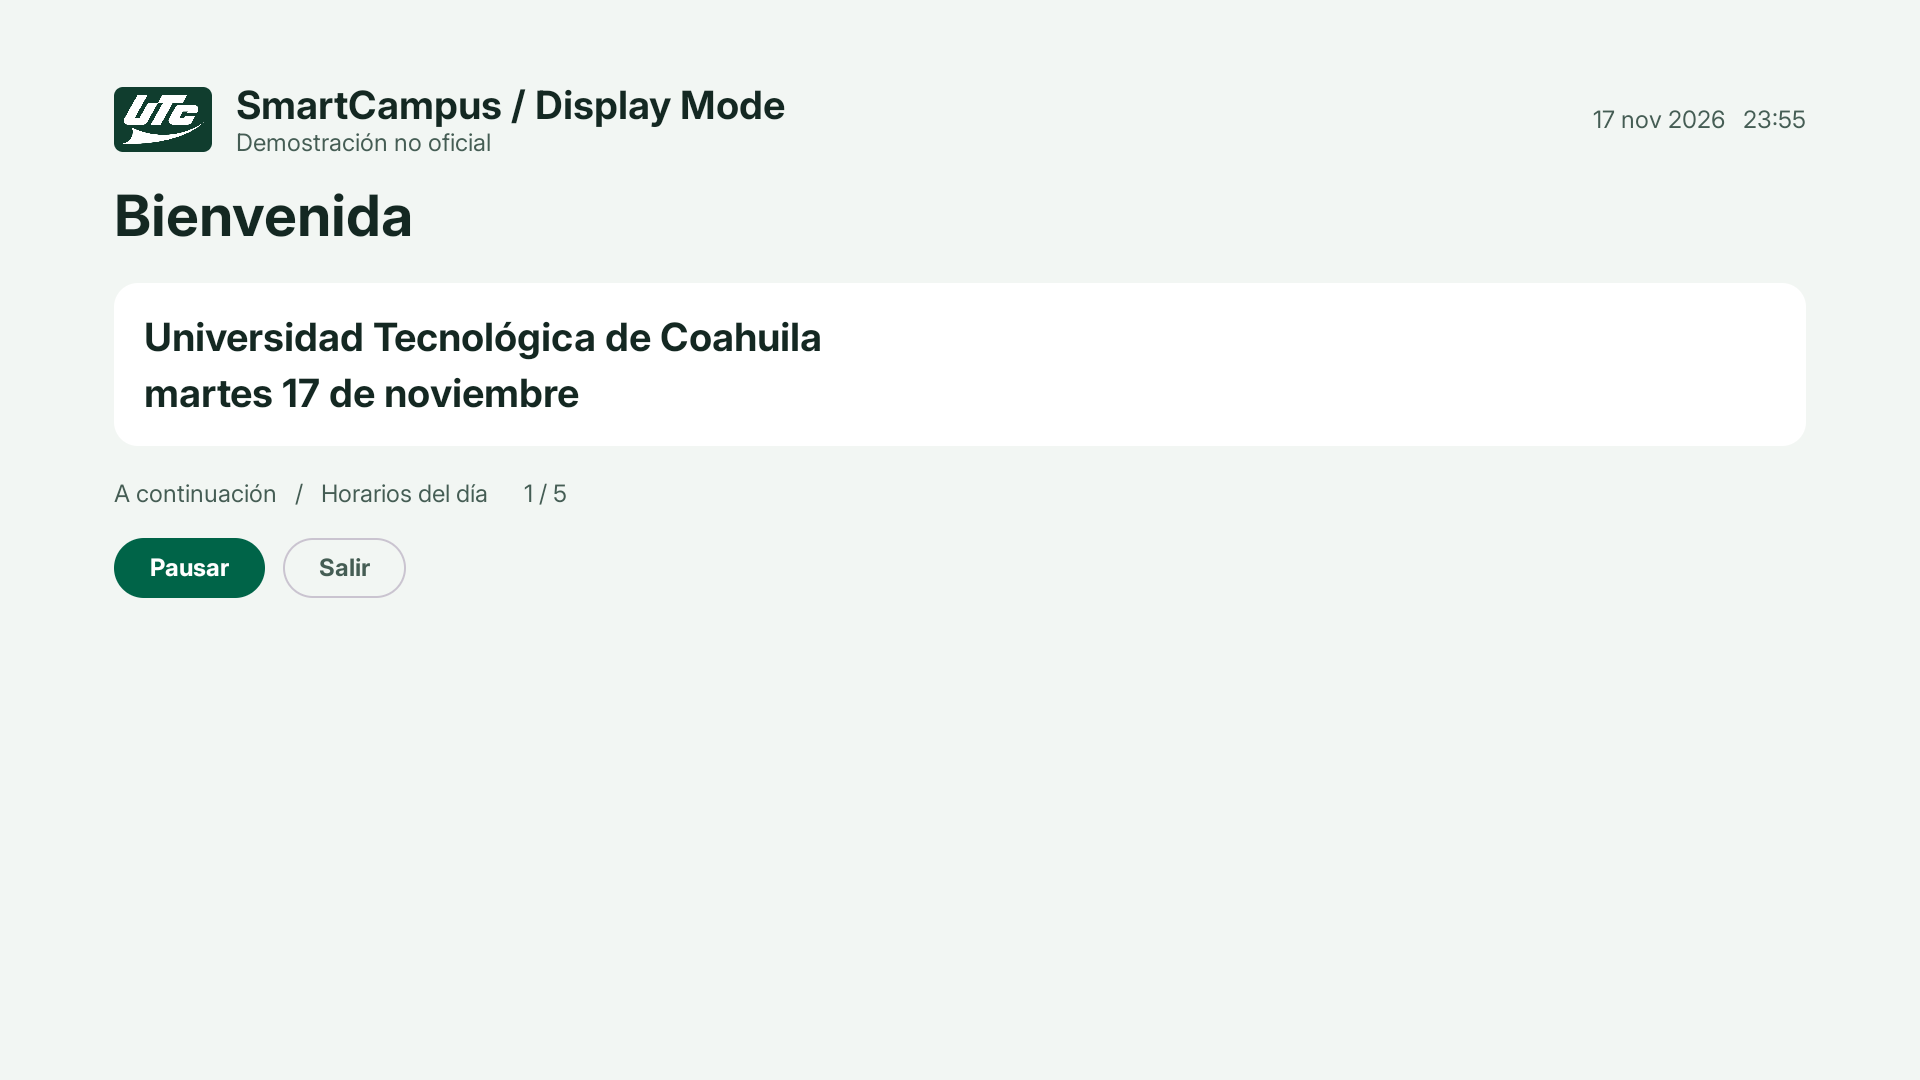 UTC
SmartCampus / Display Mode
Demostración no oficial
17 nov 2026 23:55
Bienvenida
Universidad Tecnológica de Coahuila
martes 17 de noviembre
A continuación / Horarios del día 1 / 5
Pausar Salir